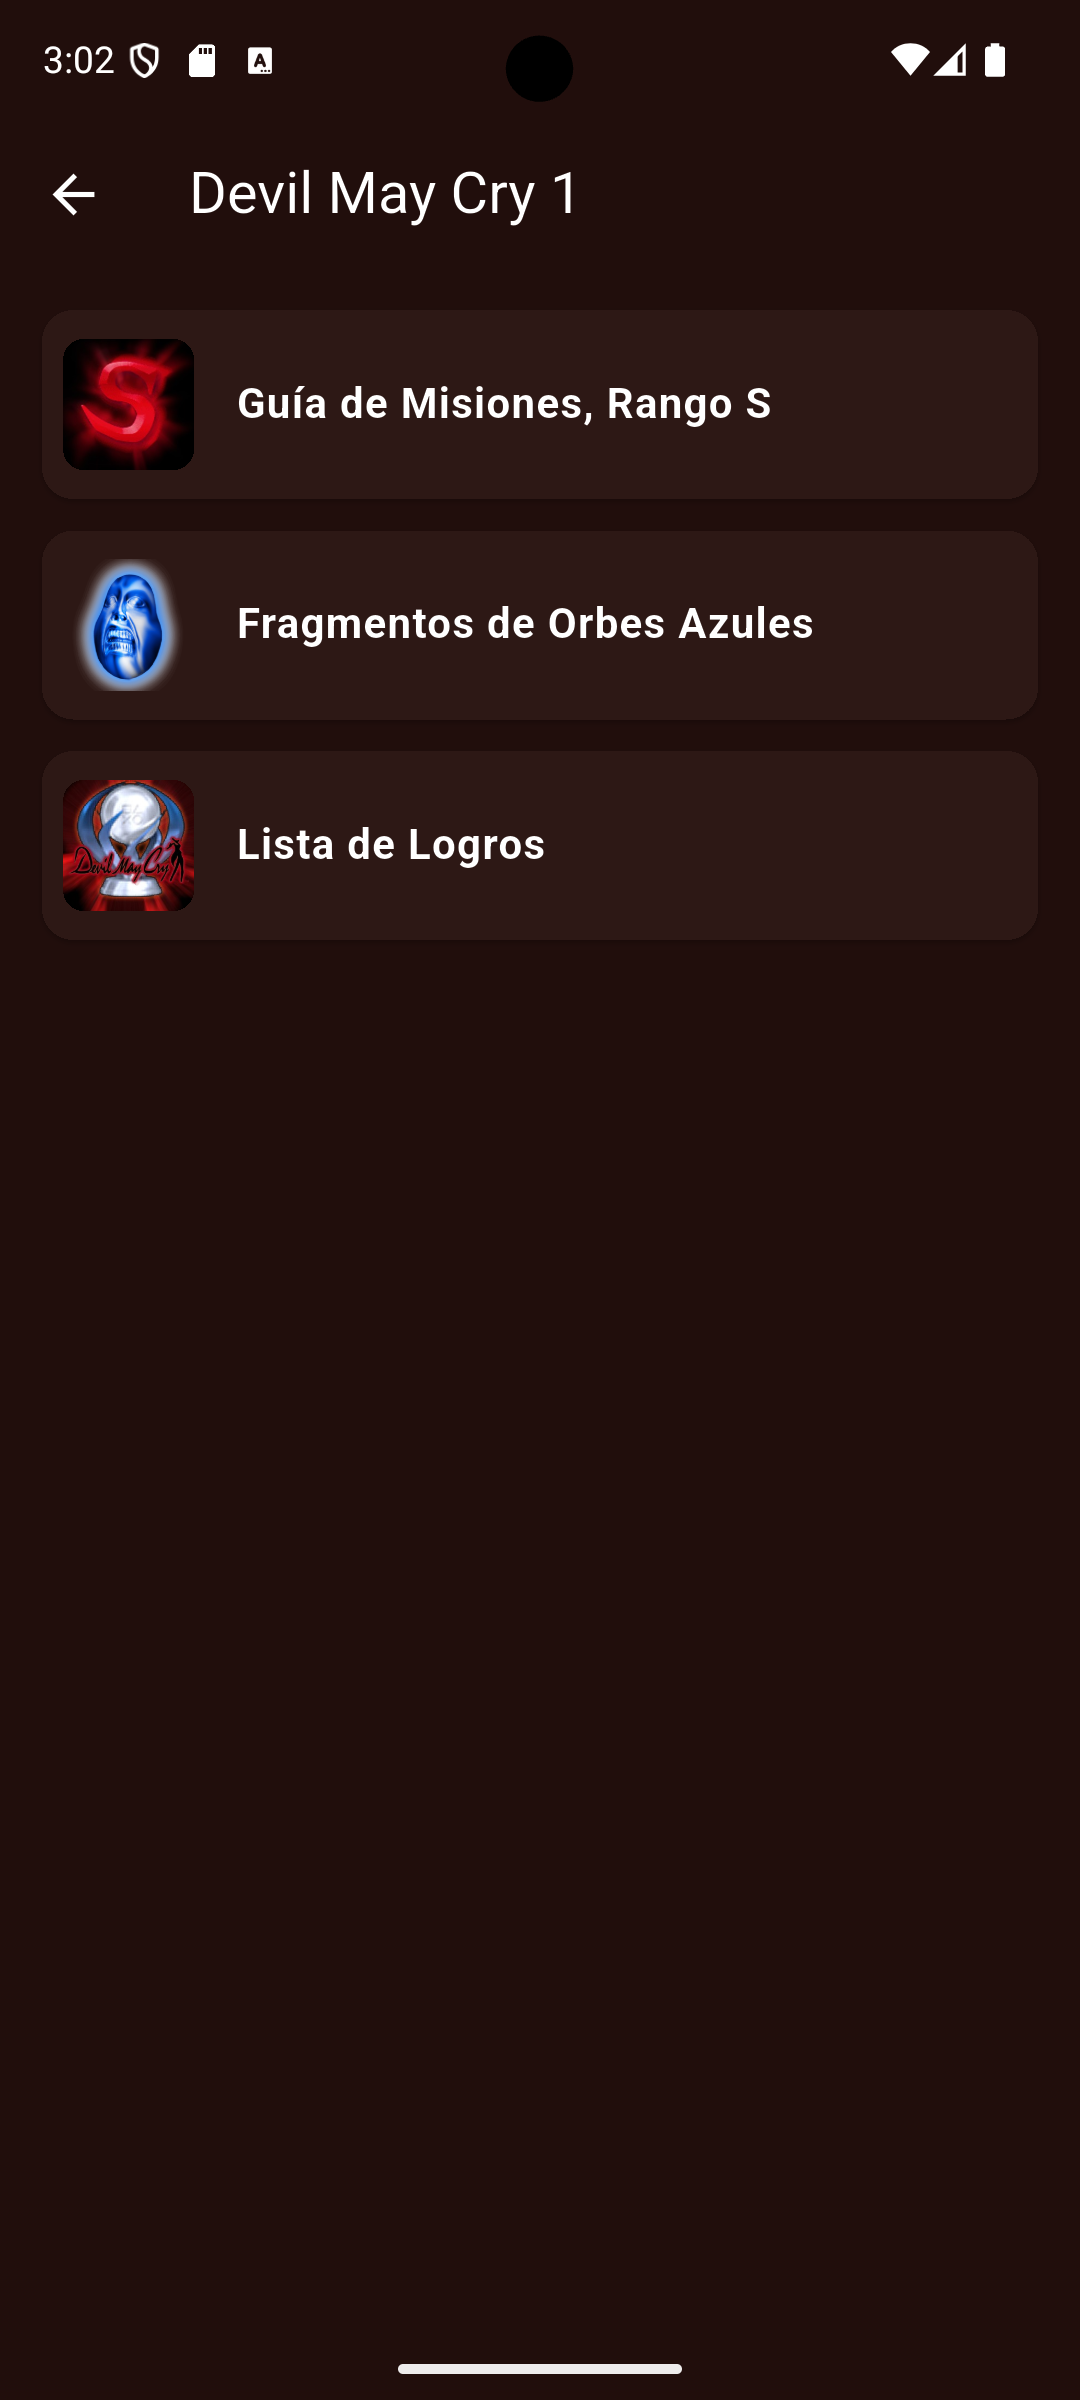 3:02
Devil May Cry 1
Guía de Misiones, Rango S
Fragmentos de Orbes Azules
Devil May Cry
Lista de Logros